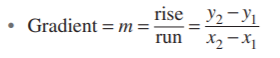 • Gradient = m = rise/run = (y₂ − y₁)/(x₂ − x₁)